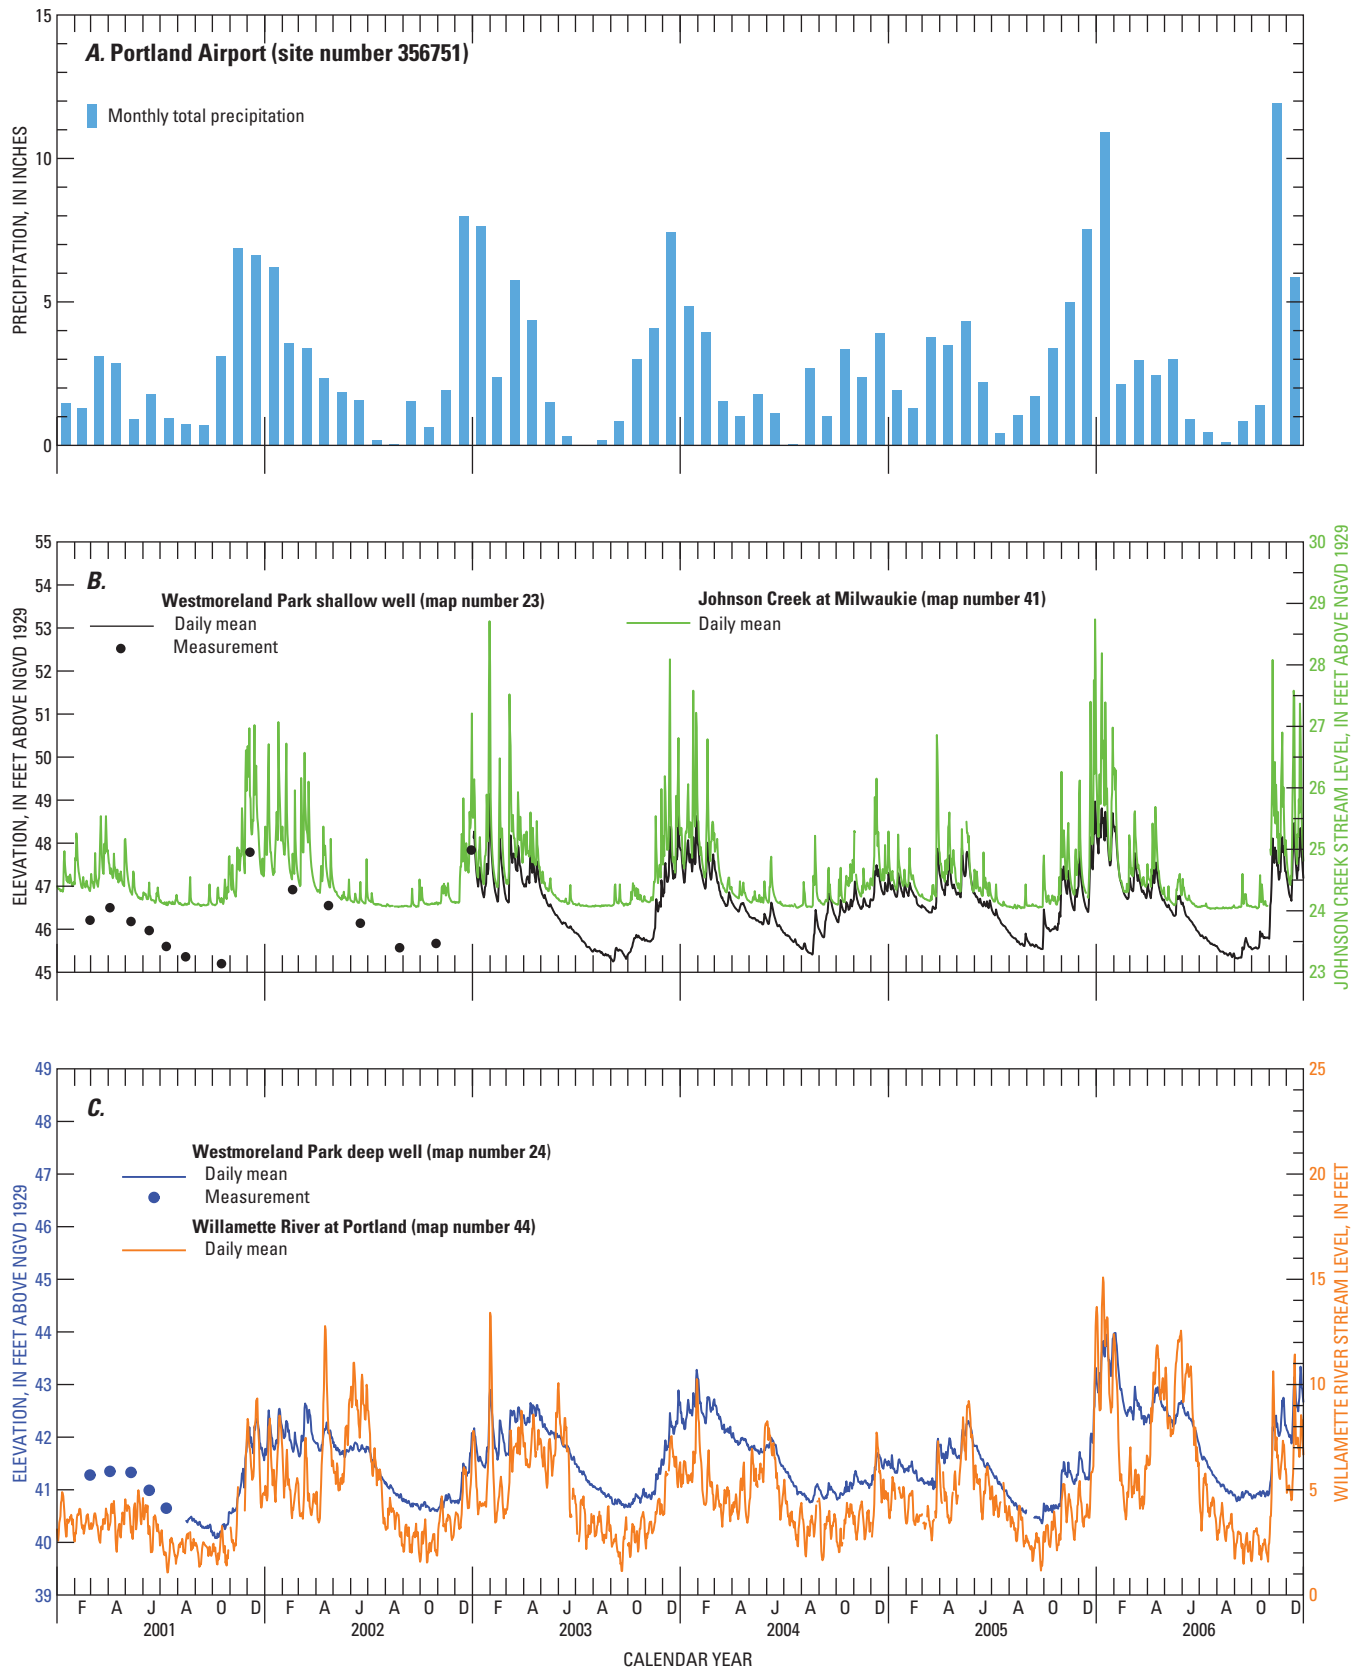 A. Portland Airport (site number 356751)
Monthly total precipitation
PRECIPITATION, IN INCHES
15
10
5
0
B.
Westmoreland Park shallow well (map number 23)
Daily mean
Measurement
Johnson Creek at Milwaukie (map number 41)
Daily mean
ELEVATION, IN FEET ABOVE NGVD 1929
55
54
53
52
51
50
49
48
47
46
45
JOHNSON CREEK STREAM LEVEL, IN FEET ABOVE NGVD 1929
30
29
28
27
26
25
24
23
C.
Westmoreland Park deep well (map number 24)
Daily mean
Measurement
Willamette River at Portland (map number 44)
Daily mean
ELEVATION, IN FEET ABOVE NGVD 1929
49
48
47
46
45
44
43
42
41
40
39
WILLAMETTE RIVER STREAM LEVEL, IN FEET
25
20
15
10
5
0
F A J A O D F A J A O D F A J A O D F A J A O D F A J A O D F A J A O D
2001 2002 2003 2004 2005 2006
CALENDAR YEAR